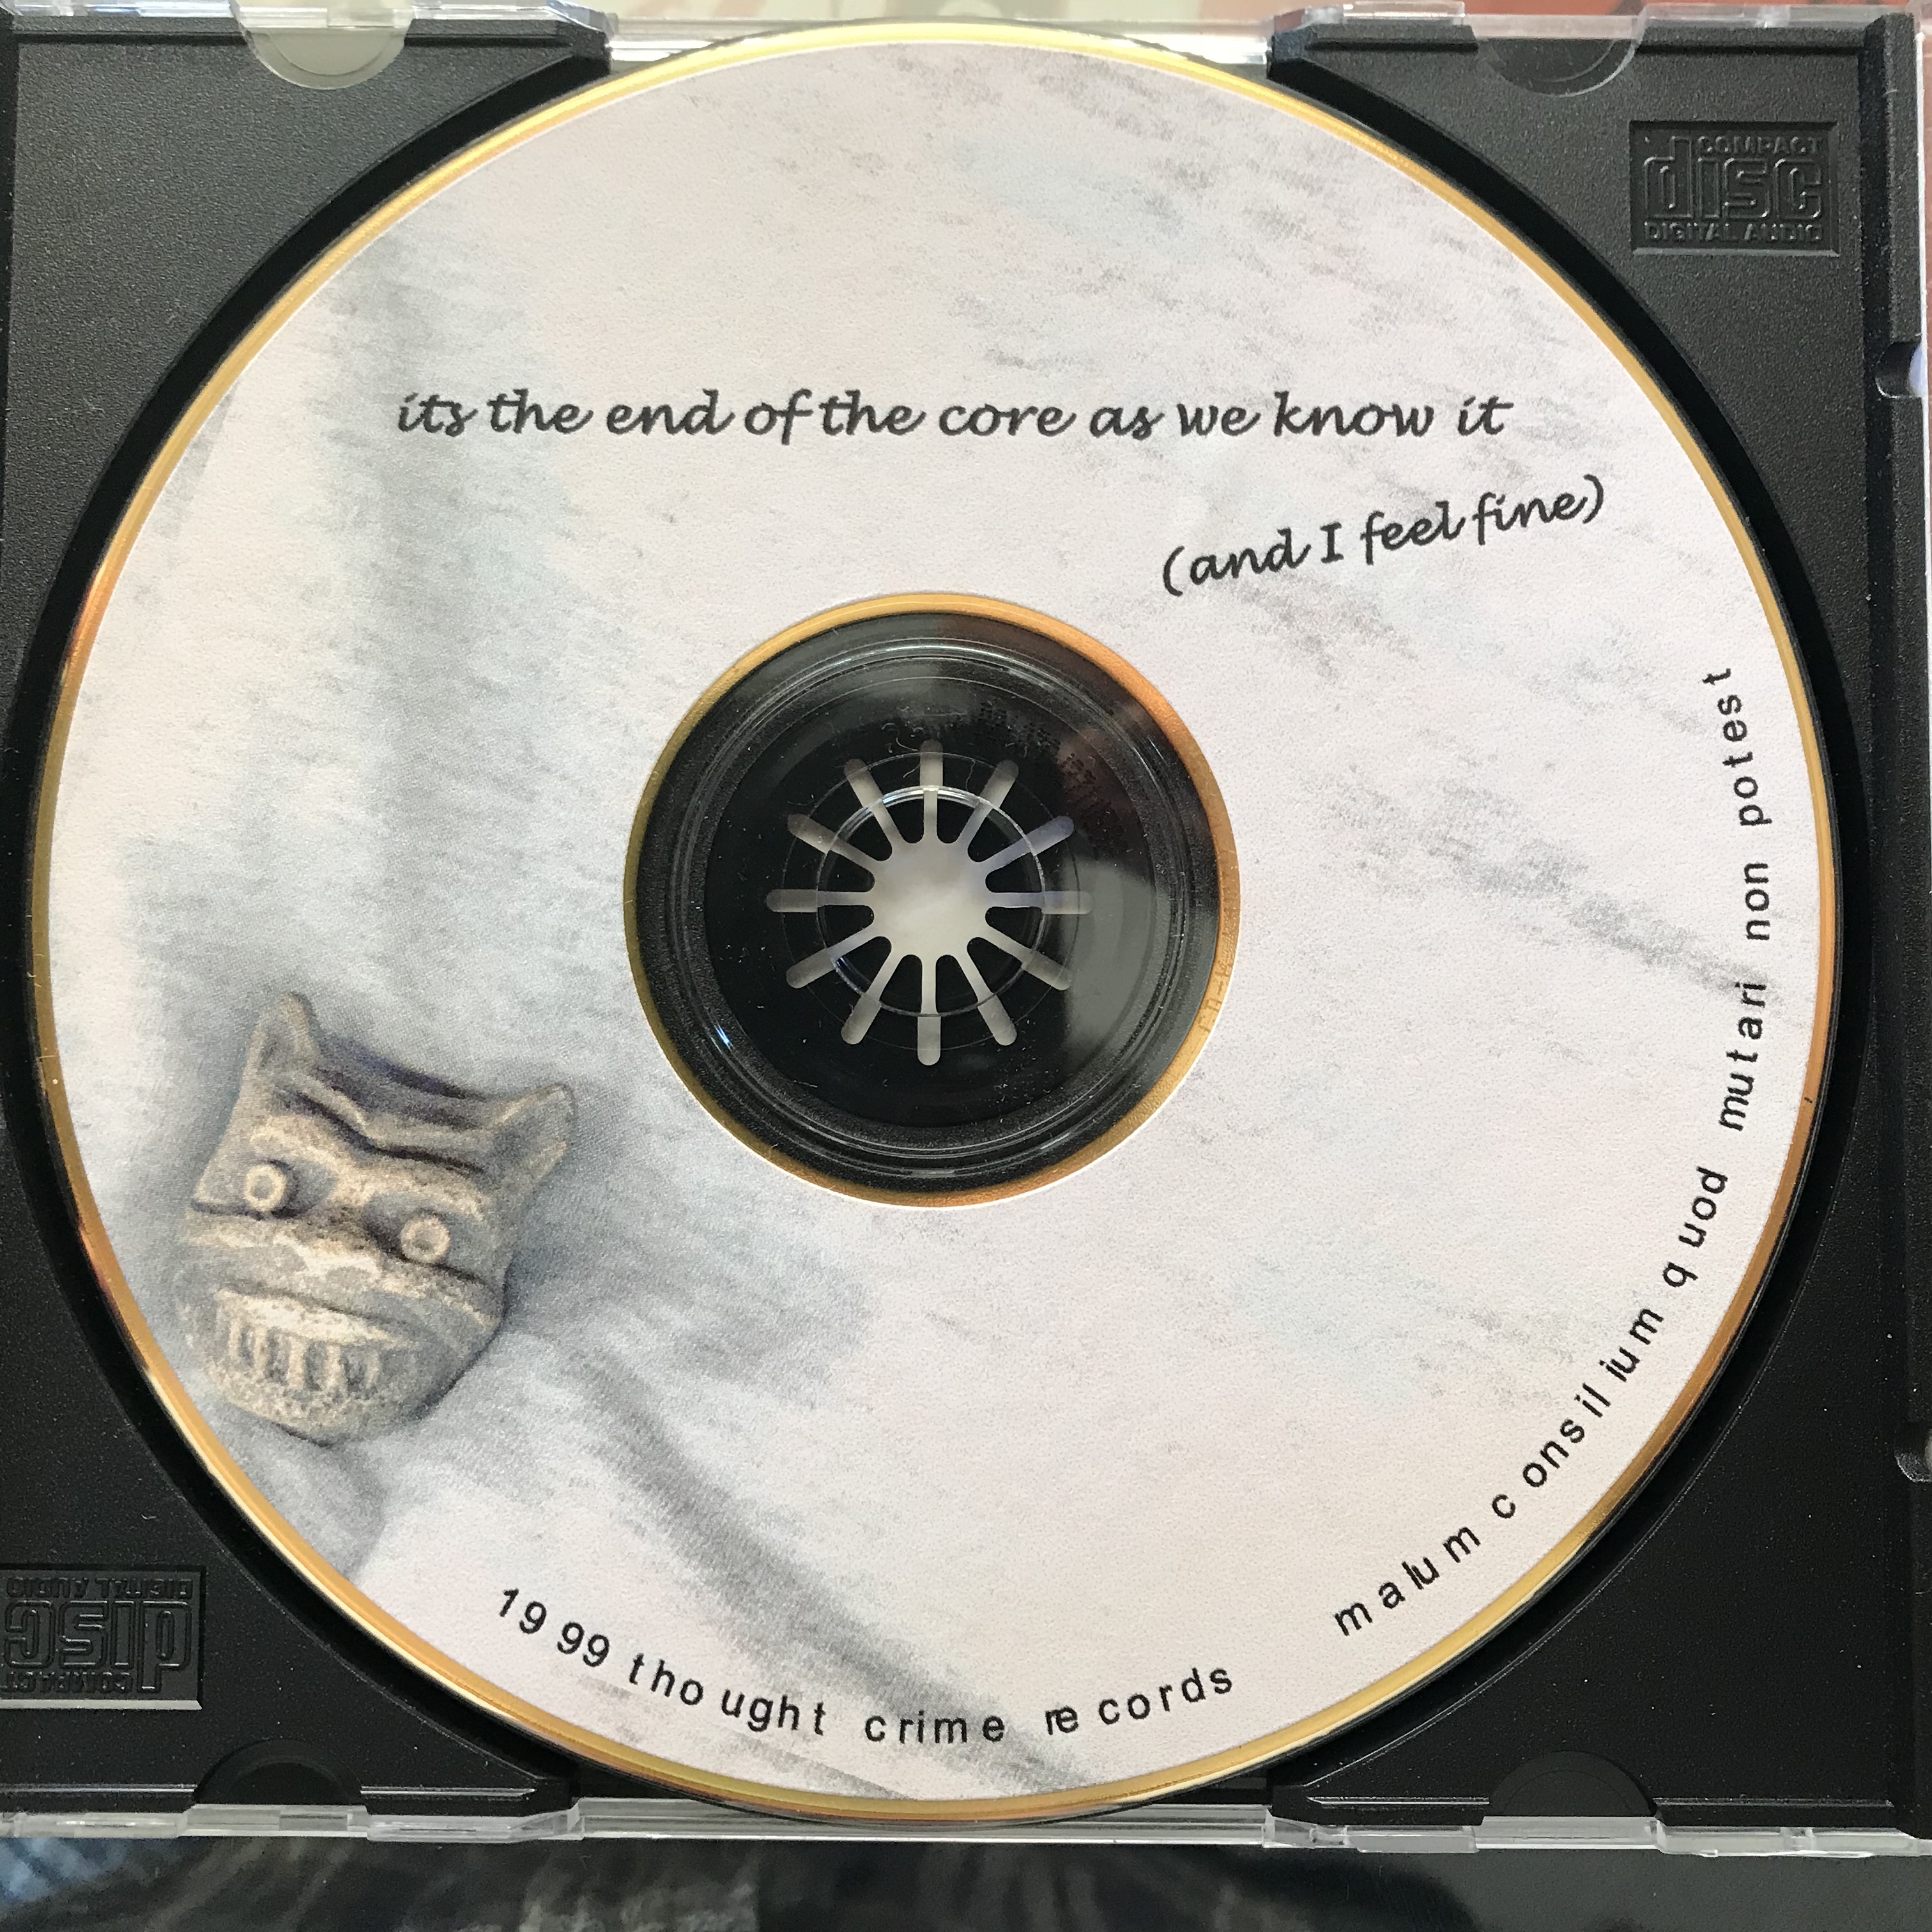 its the end of the core as we know it
(and I feel fine)
malum consilium quod mutari non potest
1999 thought crime records
COMPACT
disc
DIGITAL AUDIO
COMPACT
disc
DIGITAL AUDIO